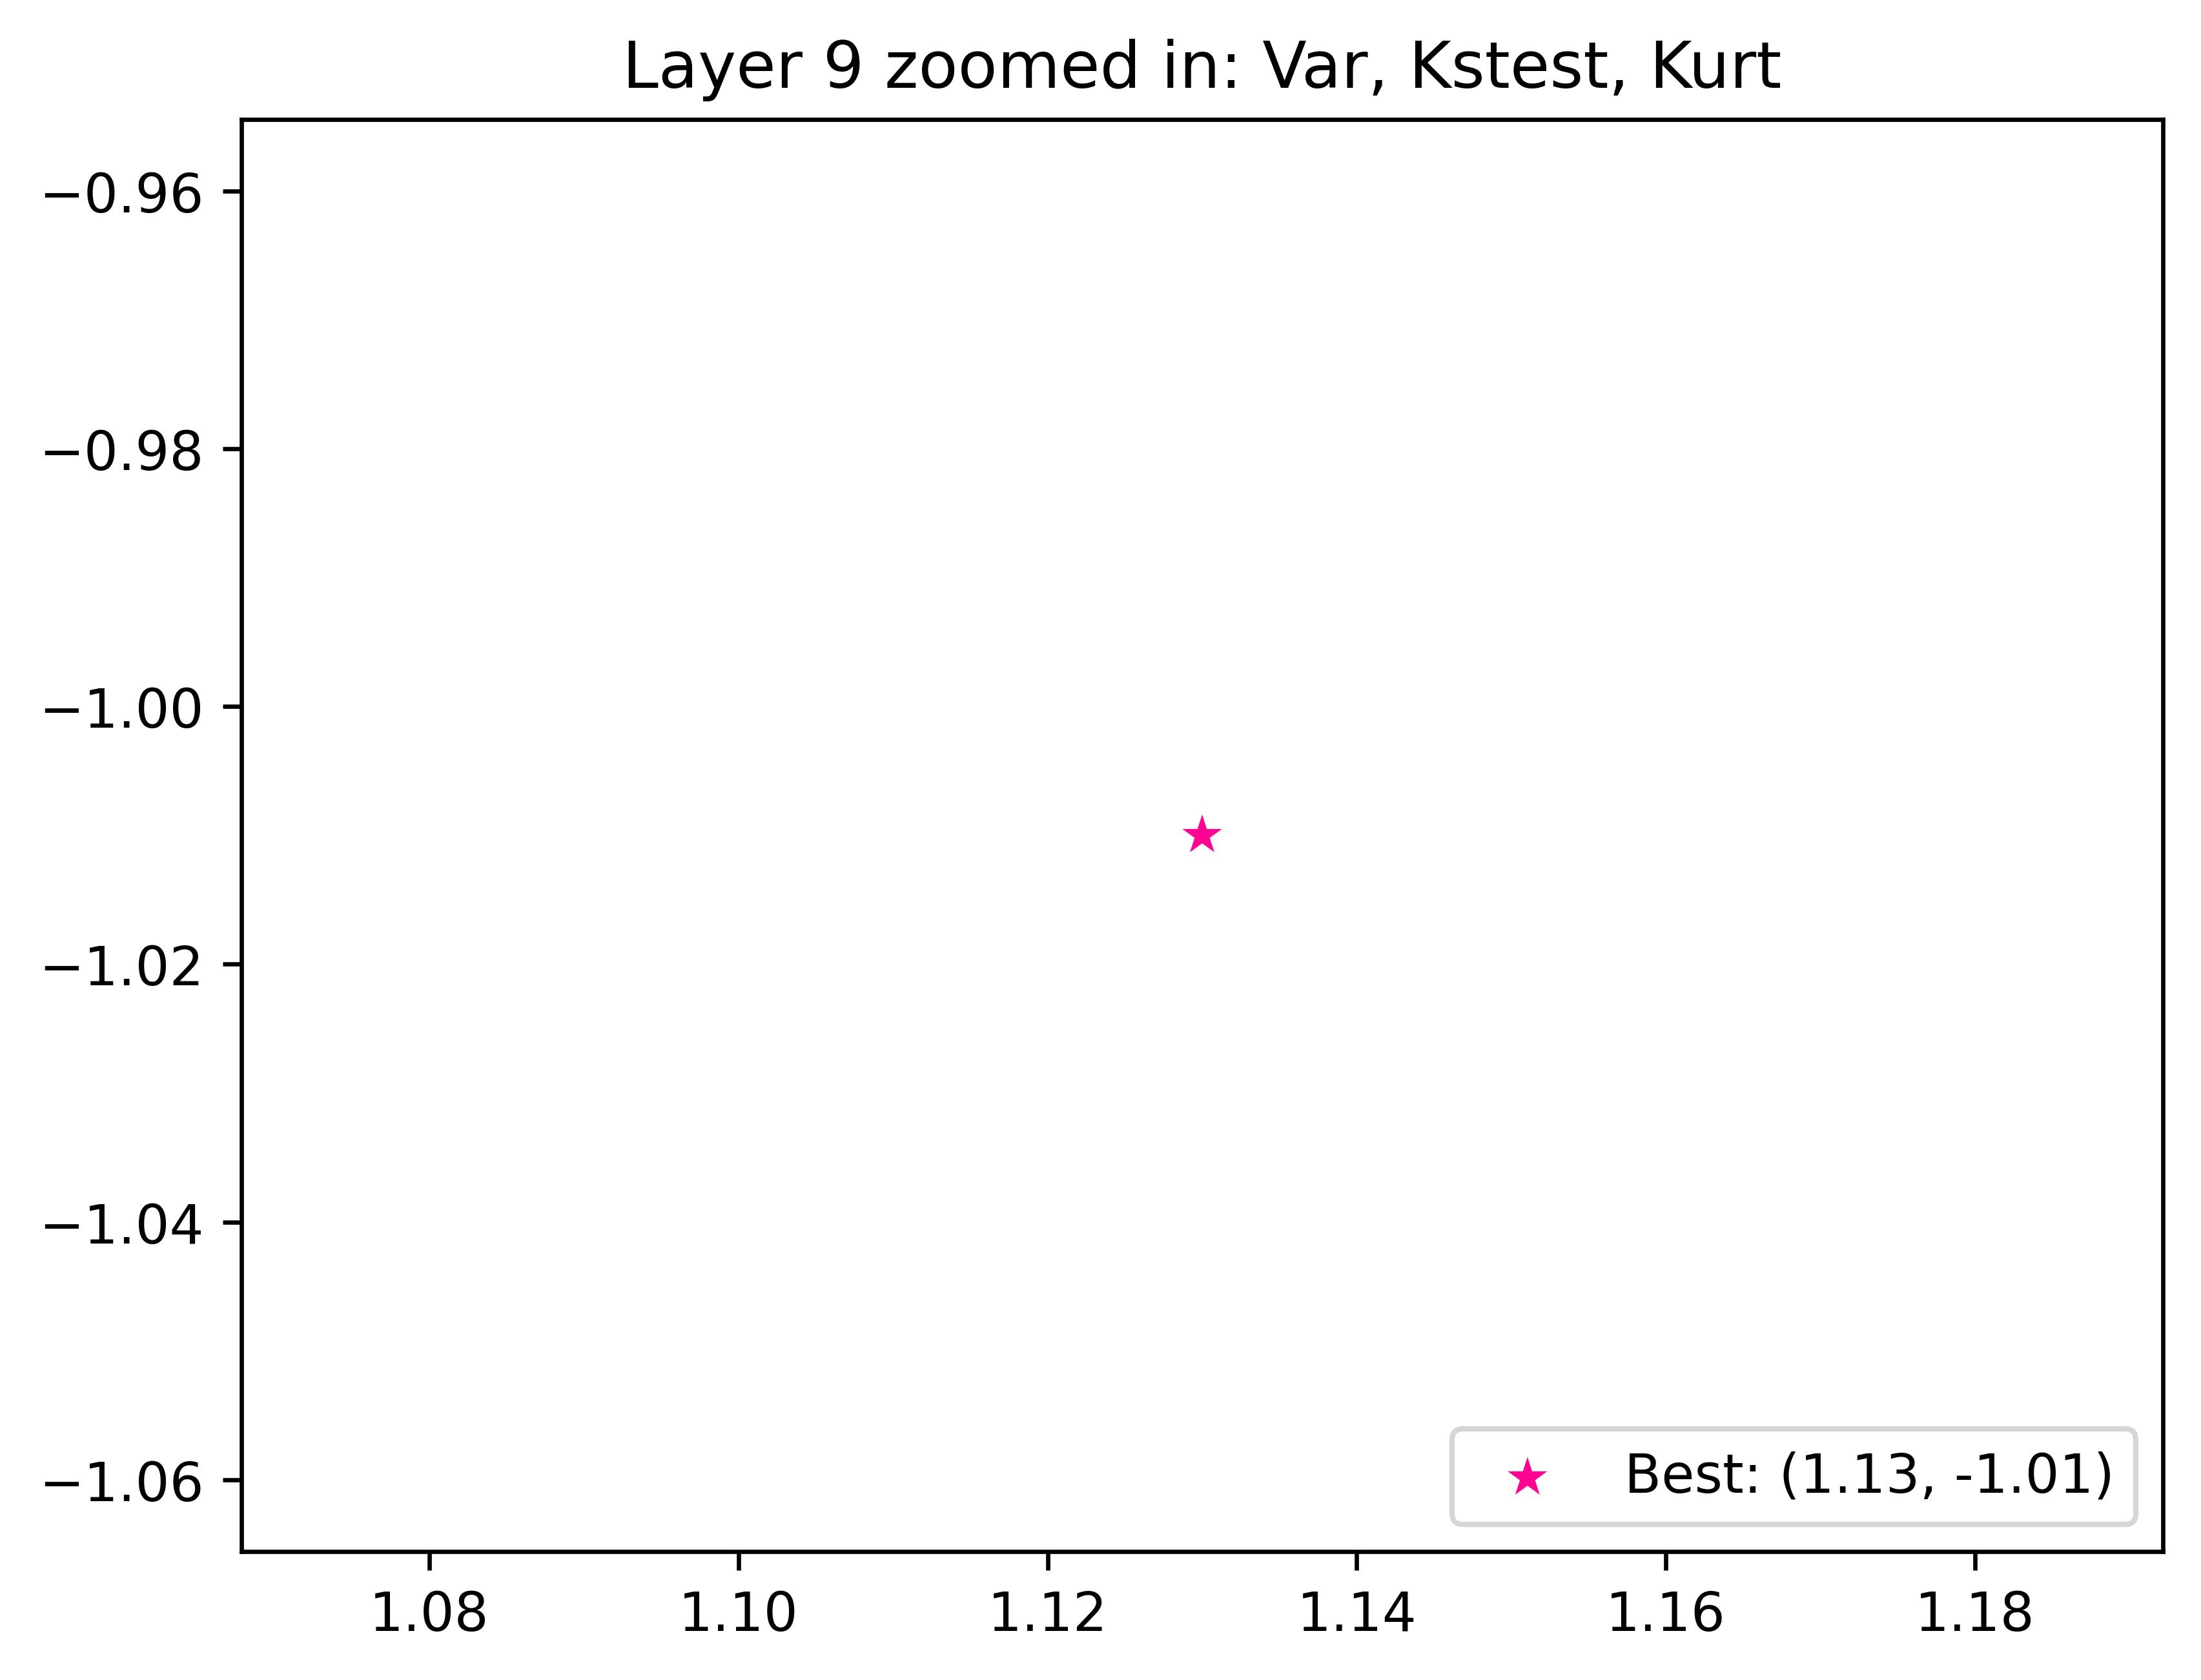 Layer 9 zoomed in: Var, Kstest, Kurt
−0.96
−0.98
−1.00
−1.02
−1.04
−1.06
Best: (1.13, -1.01)
1.08 1.10 1.12 1.14 1.16 1.18